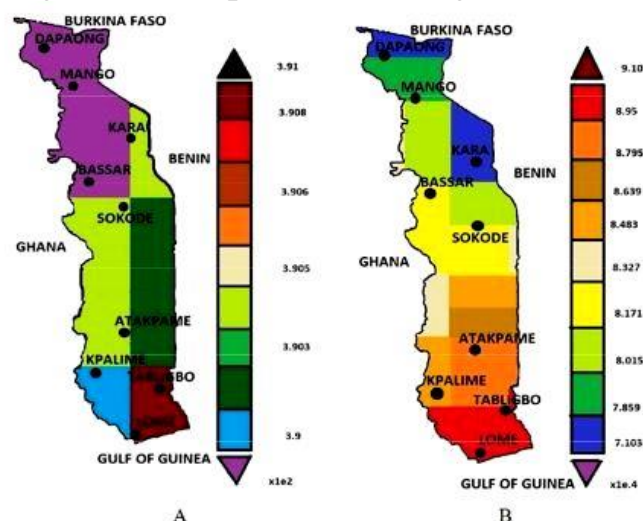 BURKINA FASO
DAPAONG
MANGO
KARA
BENIN
BASSAR
SOKODE
GHANA
ATAKPAME
KPALIME
LOME
GULF OF GUINEA
3.91
3.908
3.906
3.905
3.903
3.9
x1e2
A
BURKINA FASO
DAPAONG
MANGO
KARA
BENIN
BASSAR
SOKODE
GHANA
ATAKPAME
KPALIME
TABLIGBO
LOME
GULF OF GUINEA
9.10
8.95
8.795
8.639
8.483
8.327
8.171
8.015
7.859
7.103
x1e.4
B